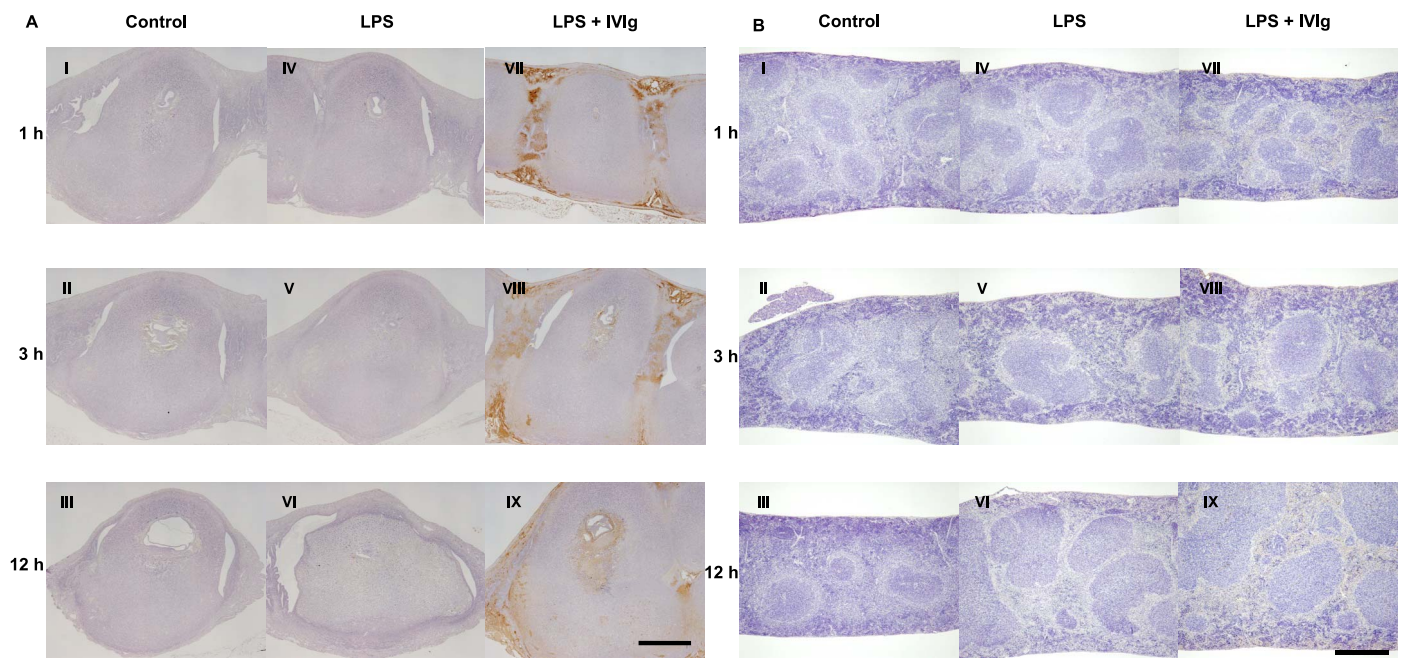 A Control LPS LPS + IVIg B Control LPS LPS + IVIg
I IV VII I IV VII
1 h 1 h
II V VIII II V VIII
3 h 3 h
III VI IX III VI IX
12 h 12 h